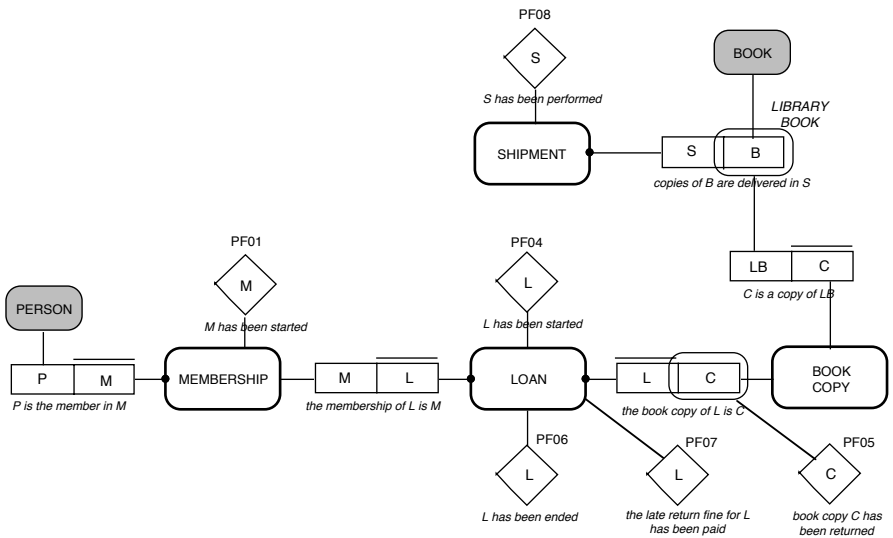 PF08
S
S has been performed
SHIPMENT
BOOK
LIBRARY
BOOK
S
B
copies of B are delivered in S
LB
C
C is a copy of LB
PF01
M
M has been started
PF04
L
L has been started
PERSON
P
M
P is the member in M
MEMBERSHIP
M
L
the membership of L is M
LOAN
L
C
the book copy of L is C
BOOK
COPY
PF06
L
L has been ended
PF07
L
the late return fine for L
has been paid
PF05
C
book copy C has
been returned